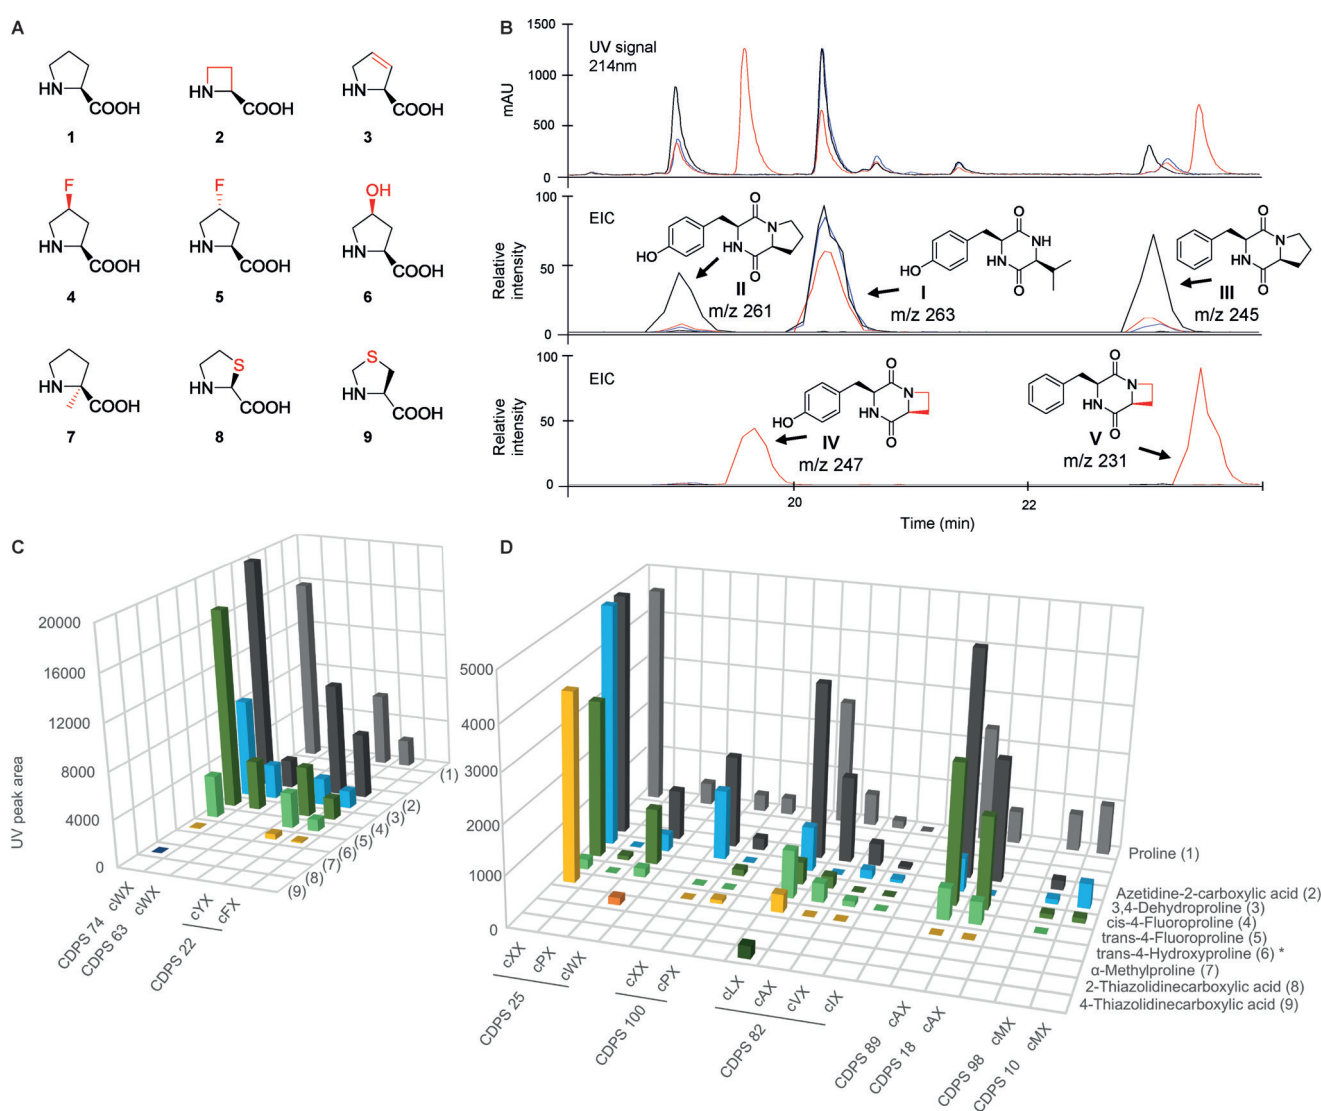 A
NH
COOH
1
HN
COOH
2
NH
COOH
3
F
NH
COOH
4
F
NH
COOH
5
OH
NH
COOH
6
NH
COOH
7
S
NH
COOH
8
S
NH
COOH
9
B
1500
1000
500
0
mAU
UV signal
214nm
100
50
0
Relative
intensity
EIC
O
N
HN
HO
O
II
m/z 261
O
NH
HN
HO
O
I
m/z 263
O
N
HN
O
III
m/z 245
100
50
0
Relative
intensity
EIC
O
N
HN
HO
O
IV
m/z 247
O
N
HN
O
V
m/z 231
20
22
Time (min)
C
UV peak area
20000
16000
12000
8000
4000
0
(1)
(2)
(3)
(4)
(5)
(6)
(7)
(8)
(9)
CDPS 74 cWX
CDPS 63 cWX
cYX
cFX
CDPS 22
D
5000
4000
3000
2000
1000
0
Proline (1)
Azetidine-2-carboxylic acid (2)
3,4-Dehydroproline (3)
cis-4-Fluoroproline (4)
trans-4-Fluoroproline (5)
trans-4-Hydroxyproline (6) *
α-Methylproline (7)
2-Thiazolidinecarboxylic acid (8)
4-Thiazolidinecarboxylic acid (9)
cXX
cPX
cWX
CDPS 25
cXX
cPX
CDPS 100
cLX
cAX
cVX
cIX
CDPS 82
CDPS 89 cAX
CDPS 18 cAX
CDPS 98 cMX
CDPS 10 cMX